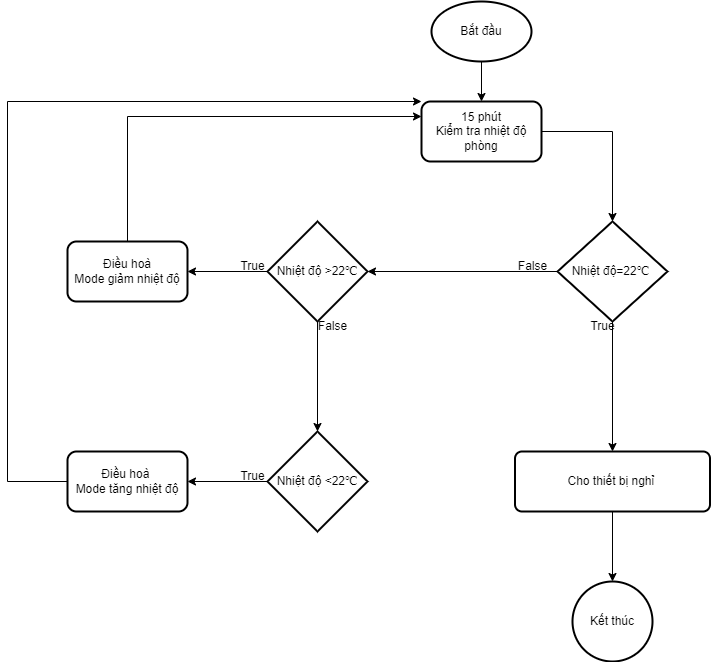 Bắt đầu
15 phút
Kiểm tra nhiệt độ
phòng
Điều hoà
Mode giảm nhiệt độ
True
Nhiệt độ >22℃
False
Nhiệt độ=22℃
False
True
Điều hoà
Mode tăng nhiệt độ
True
Nhiệt độ <22℃
Cho thiết bị nghỉ
Kết thúc